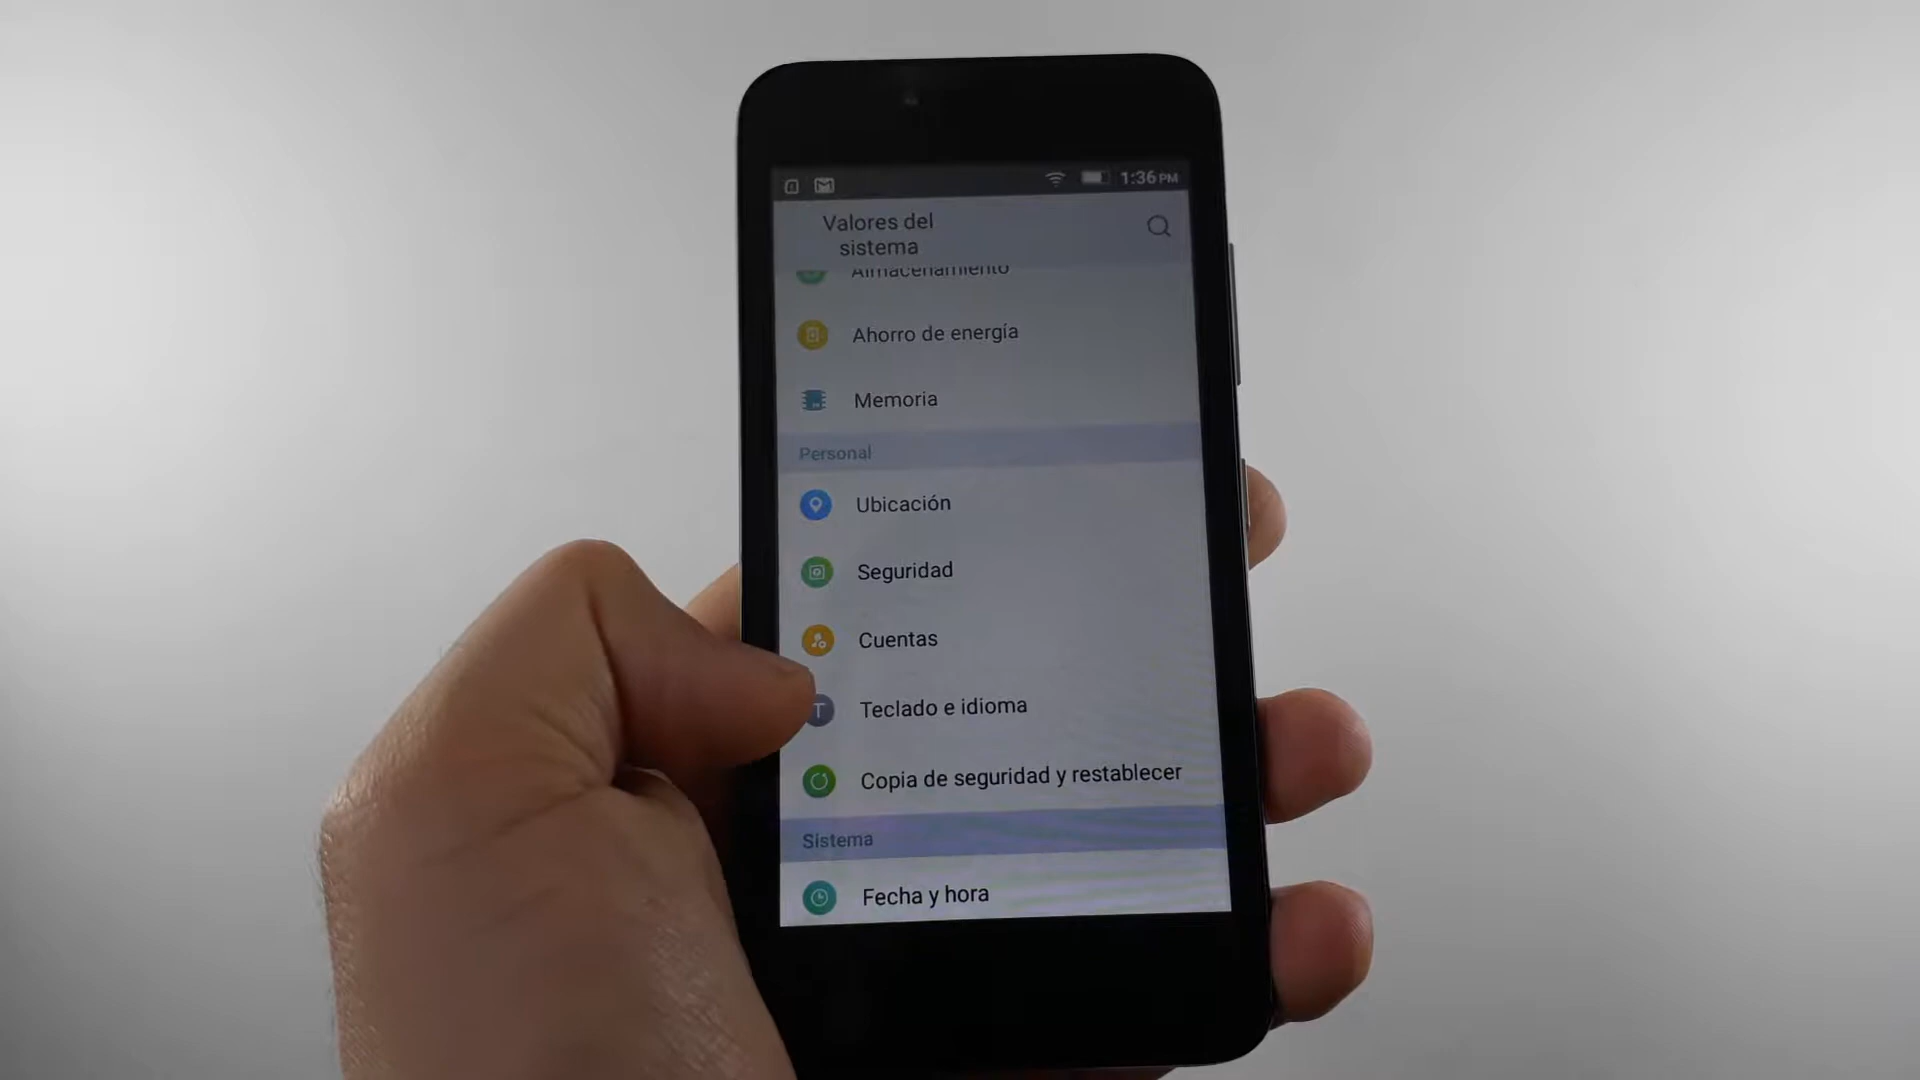 1:36 PM
Valores del
sistema
Almacenamiento
Ahorro de energía
Memoria
Personal
Ubicación
Seguridad
Cuentas
T
Teclado e idioma
Copia de seguridad y restablecer
Sistema
Fecha y hora